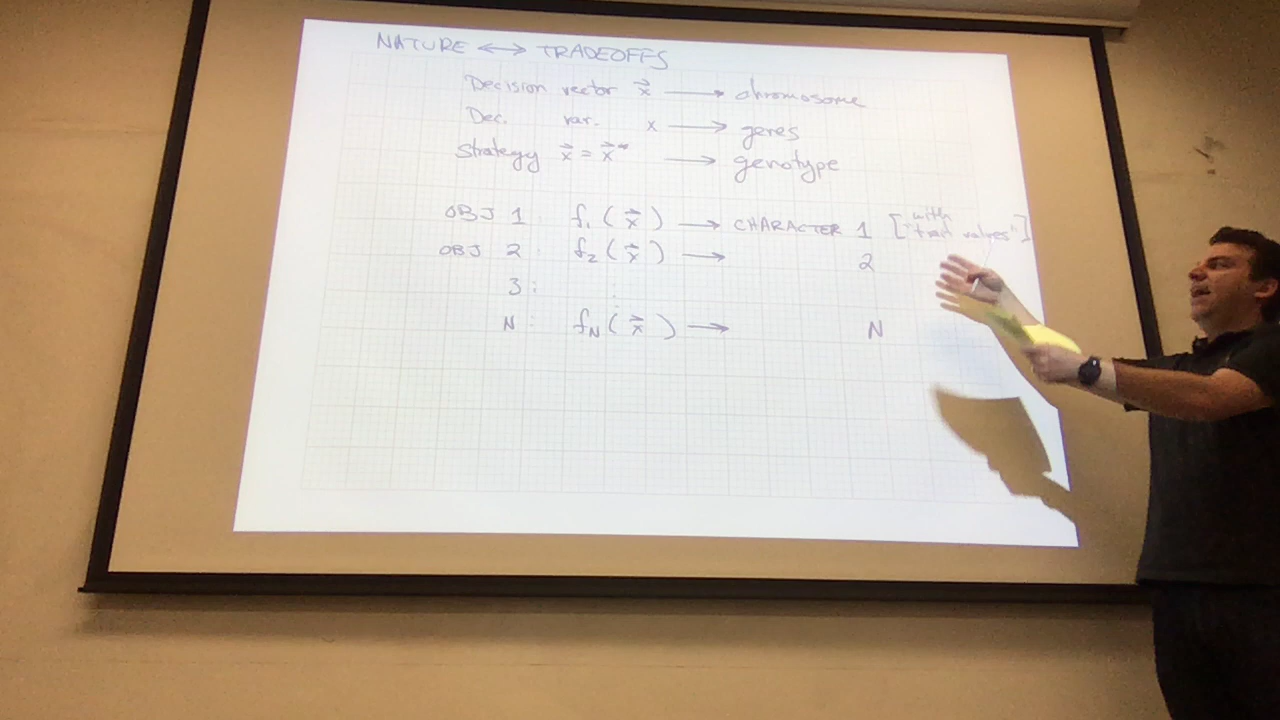 NATURE ↔ TRADEOFFS
Decision vector x⃗ → chromosome
Dec. var. x → genes
Strategy x⃗ = x⃗* → genotype
OBJ 1: f₁(x⃗) → CHARACTER 1 [with "trait values"]
OBJ 2: f₂(x⃗) → 2
3: :
N: f_N(x⃗) → N